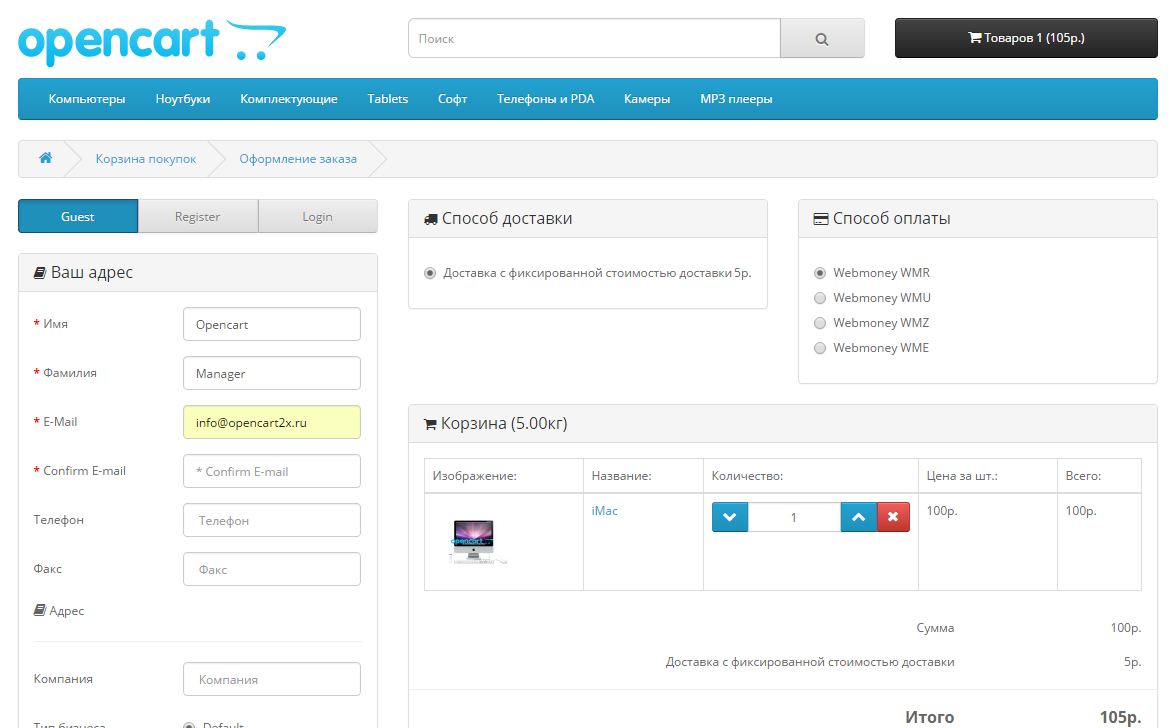 opencart
Поиск
Товаров 1 (105р.)
Компьютеры Ноутбуки Комплектующие Tablets Софт Телефоны и PDA Камеры MP3 плееры
Корзина покупок Оформление заказа
Guest Register Login
Ваш адрес
* Имя Opencart
* Фамилия Manager
* E-Mail info@opencart2x.ru
* Confirm E-mail * Confirm E-mail
Телефон Телефон
Факс Факс
Адрес
Компания Компания
Тип бизнеса Default
Способ доставки
Доставка с фиксированной стоимостью доставки 5р.
Способ оплаты
Webmoney WMR
Webmoney WMU
Webmoney WMZ
Webmoney WME
Корзина (5.00кг)
Изображение: Название: Количество: Цена за шт.: Всего:
opencart iMac 1 100р. 100р.
Сумма 100р.
Доставка с фиксированной стоимостью доставки 5р.
Итого 105р.